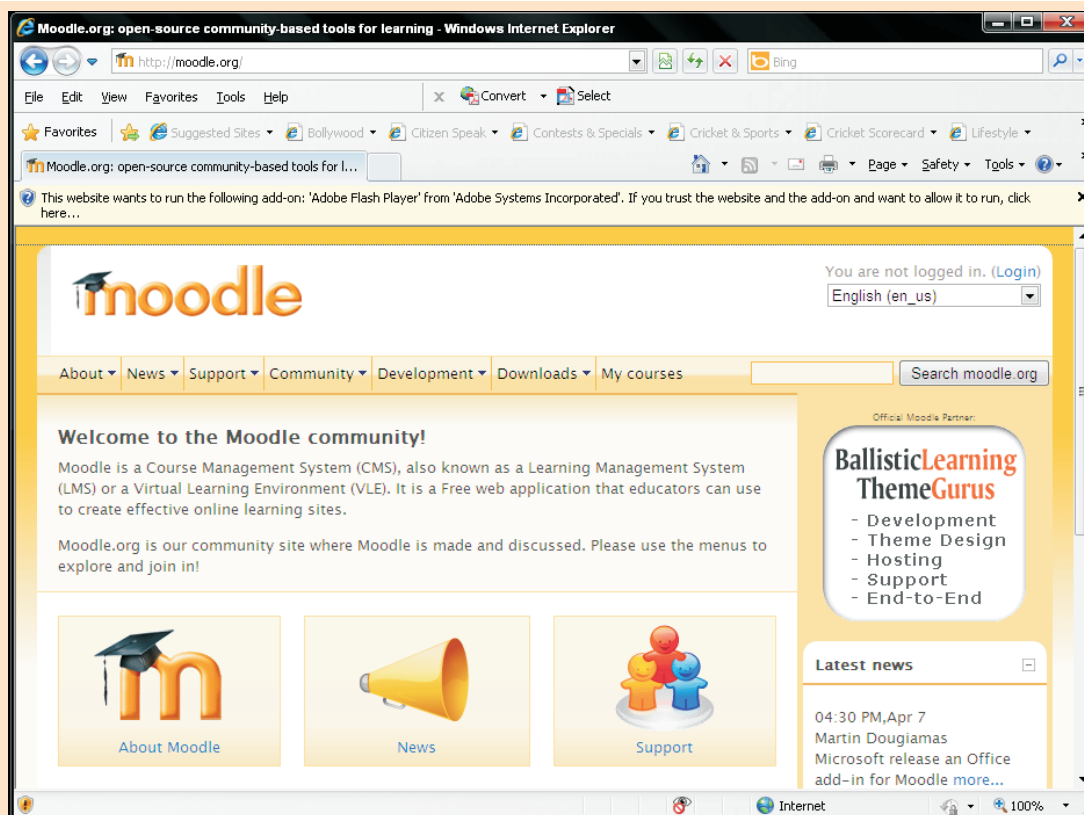 Moodle.org: open-source community-based tools for learning - Windows Internet Explorer
http://moodle.org/
Bing
File Edit View Favorites Tools Help
x Convert Select
Favorites Suggested Sites Bollywood Citizen Speak Contests & Specials Cricket & Sports Cricket Scorecard Lifestyle
Moodle.org: open-source community-based tools for l...
Page Safety Tools
This website wants to run the following add-on: 'Adobe Flash Player' from 'Adobe Systems Incorporated'. If you trust the website and the add-on and want to allow it to run, click
here...
moodle
You are not logged in. (Login)
English (en_us)
About News Support Community Development Downloads My courses
Search moodle.org
Welcome to the Moodle community!
Moodle is a Course Management System (CMS), also known as a Learning Management System
(LMS) or a Virtual Learning Environment (VLE). It is a Free web application that educators can use
to create effective online learning sites.
Moodle.org is our community site where Moodle is made and discussed. Please use the menus to
explore and join in!
About Moodle
News
Support
Official Moodle Partner:
BallisticLearning
ThemeGurus
- Development
- Theme Design
- Hosting
- Support
- End-to-End
Latest news
04:30 PM,Apr 7
Martin Dougiamas
Microsoft release an Office
add-in for Moodle more...
Internet
100%